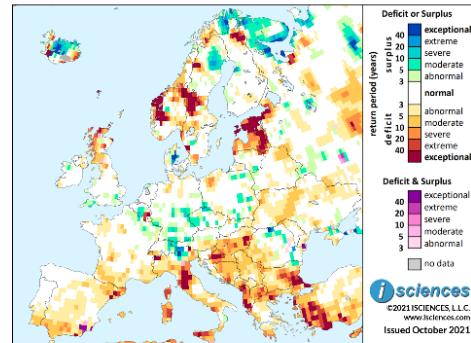 Deficit or Surplus
exceptional
40
extreme
20
severe
10
moderate
5
abnormal
3
normal
3
abnormal
5
moderate
10
severe
20
extreme
40
exceptional
return period (years)
deficit
surplus
Deficit & Surplus
exceptional
40
extreme
20
severe
10
moderate
5
abnormal
3
no data
isciences
©2021 ISCIENCES, L.L.C.
www.isciences.com
Issued October 2021